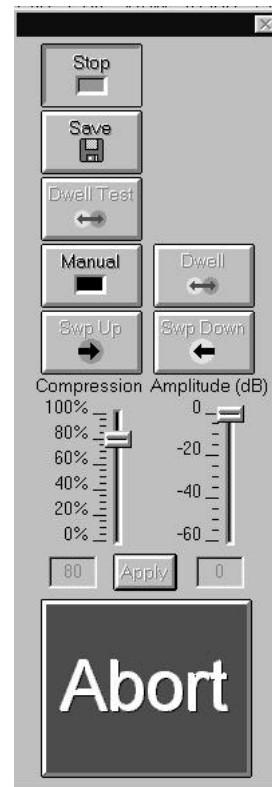 Stop
Save
Dwell Test
Manual Dwell
Swp Up Swp Down
Compression Amplitude (dB)
100% 0
80%
-20
60%
40% -40
20%
0% -60
80 Apply 0
Abort